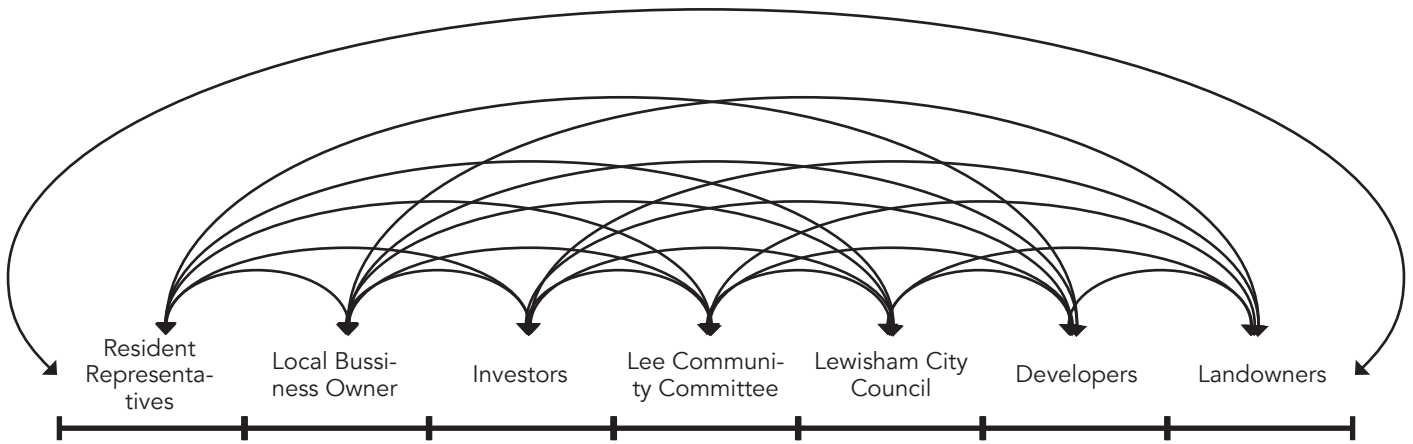 Resident
Representa-
tives
Local Bussi-
ness Owner
Investors
Lee Communi-
ty Committee
Lewisham City
Council
Developers
Landowners